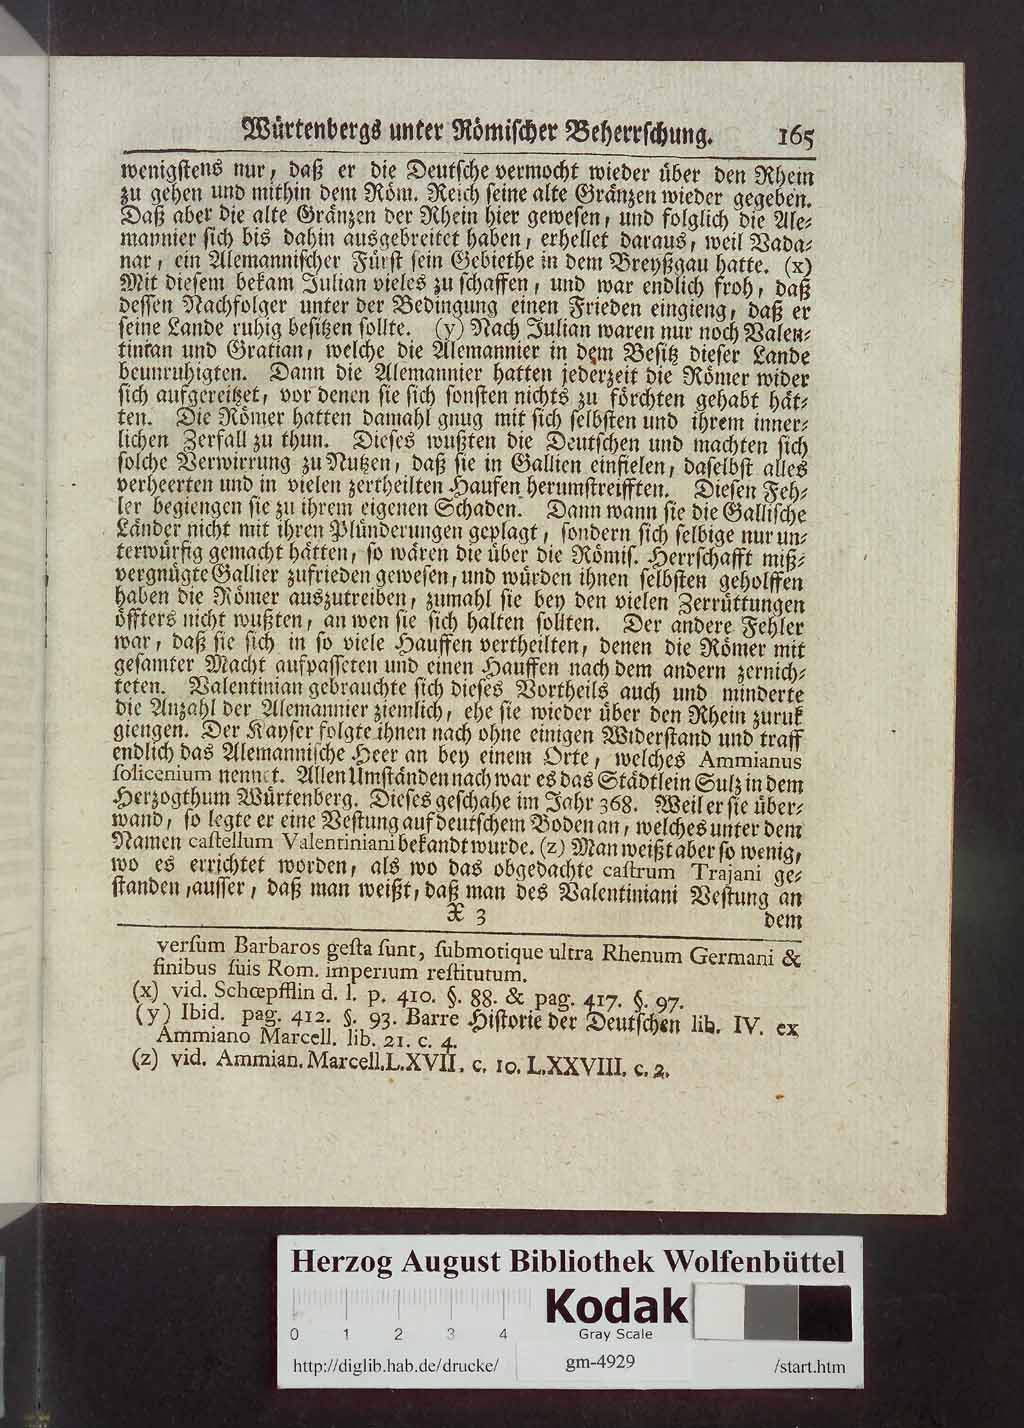 Würtenbergs unter Römischer Beherrschung. 165
wenigstens nur, daß er die Deutsche vermocht wieder über den Rhein
zu gehen und mithin dem Röm. Reich seine alte Gränzen wieder gegeben.
Daß aber die alte Gränzen der Rhein hier gewesen, und folglich die Ale-
mannier sich bis dahin ausgebreitet haben, erhellet daraus, weil Vada-
nar, ein Alemannischer Fürst sein Gebiethe in dem Breyßgau hatte. (x)
Mit diesem bekam Julian vieles zu schaffen, und war endlich froh, daß
dessen Nachfolger unter der Bedingung einen Frieden eingieng, daß er
seine Lande ruhig besitzen sollte. (y) Nach Julian waren nur noch Valen-
tinian und Gratian, welche die Alemannier in dem Besitz dieser Lande
beunruhigten. Dann die Alemannier hatten jederzeit die Römer wider
sich aufgereitzet, vor denen sie sich sonsten nichts zu förchten gehabt hät-
ten. Die Römer hatten damahl gnug mit sich selbsten und ihrem inner-
lichen Zerfall zu thun. Dieses wußten die Deutschen und machten sich
solche Verwirrung zu Nutzen, daß sie in Gallien einfielen, daselbst alles
verheerten und in vielen zertheilten Haufen herumstreifften. Diesen Feh-
ler begiengen sie zu ihrem eigenen Schaden. Dann wann sie die Gallische
Länder nicht mit ihren Plünderungen geplagt, sondern sich selbige nur un-
terwürfig gemacht hätten, so wären die über die Römis. Herrschafft miß-
vergnügte Gallier zufrieden gewesen, und würden ihnen selbsten geholffen
haben die Römer auszutreiben, zumahl sie bey den vielen Zerrüttungen
öffters nicht wußten, an wen sie sich halten sollten. Der andere Fehler
war, daß sie sich in so viele Hauffen vertheilten, denen die Römer mit
gesamter Macht aufpasseten und einen Hauffen nach dem andern zernich-
teten. Valentinian gebrauchte sich dieses Vortheils auch und minderte
die Anzahl der Alemannier ziemlich, ehe sie wieder über den Rhein zuruk
giengen. Der Kayser folgte ihnen nach ohne einigen Widerstand und traff
endlich das Alemannische Heer an bey einem Orte, welches Ammianus
solicenium nennet. Allen Umständen nach war es das Städtlein Sulz in dem
Herzogthum Würtenberg. Dieses geschahe im Jahr 368. Weil er sie über-
wand, so legte er eine Vestung auf deutschem Boden an, welches unter dem
Namen castellum Valentiniani bekandt wurde. (z) Man weißt aber so wenig,
wo es errichtet worden, als wo das obgedachte castrum Trajani ge-
standen, ausser, daß man weißt, daß man des Valentiniani Vestung an
X 3 dem
versum Barbaros gesta sunt, submotique ultra Rhenum Germani &
finibus suis Rom. imperium restitutum.
(x) vid. Schœpfflin d. l. p. 410. §. 88. & pag. 417. §. 97.
(y) Ibid. pag. 412. §. 93. Barre Historie der Deutschen lib. IV. ex
Ammiano Marcell. lib. 21. c. 4.
(z) vid. Ammian. Marcell. L. XVII. c. 10. L. XXVIII. c. 2.
Herzog August Bibliothek Wolfenbüttel
Kodak
Gray Scale
0 1 2 3 4
http://diglib.hab.de/drucke/ gm-4929 /start.htm